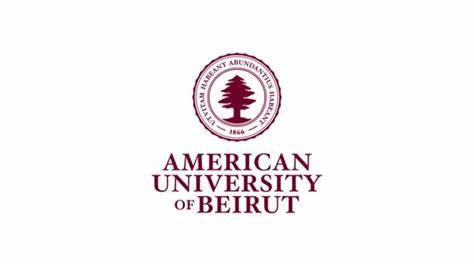 UT VITAM HABEANT ABUNDANTIUS HABEANT
1866
AMERICAN
UNIVERSITY
OF BEIRUT